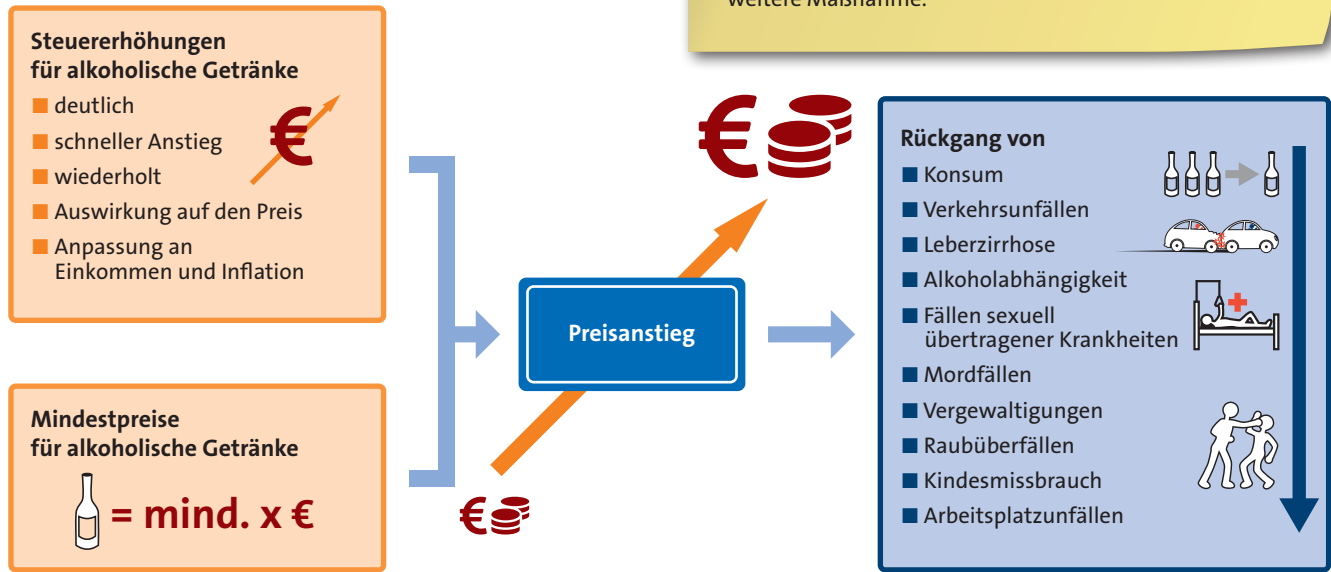 weitere Maßnahme.
Steuererhöhungen
für alkoholische Getränke
deutlich
schneller Anstieg
wiederholt
Auswirkung auf den Preis
Anpassung an
Einkommen und Inflation
€
Mindestpreise
für alkoholische Getränke
= mind. x €
€
Preisanstieg
€
Rückgang von
Konsum
Verkehrsunfällen
Leberzirrhose
Alkoholabhängigkeit
Fällen sexuell
übertragener Krankheiten
Mordfällen
Vergewaltigungen
Raubüberfällen
Kindesmissbrauch
Arbeitsplatzunfällen